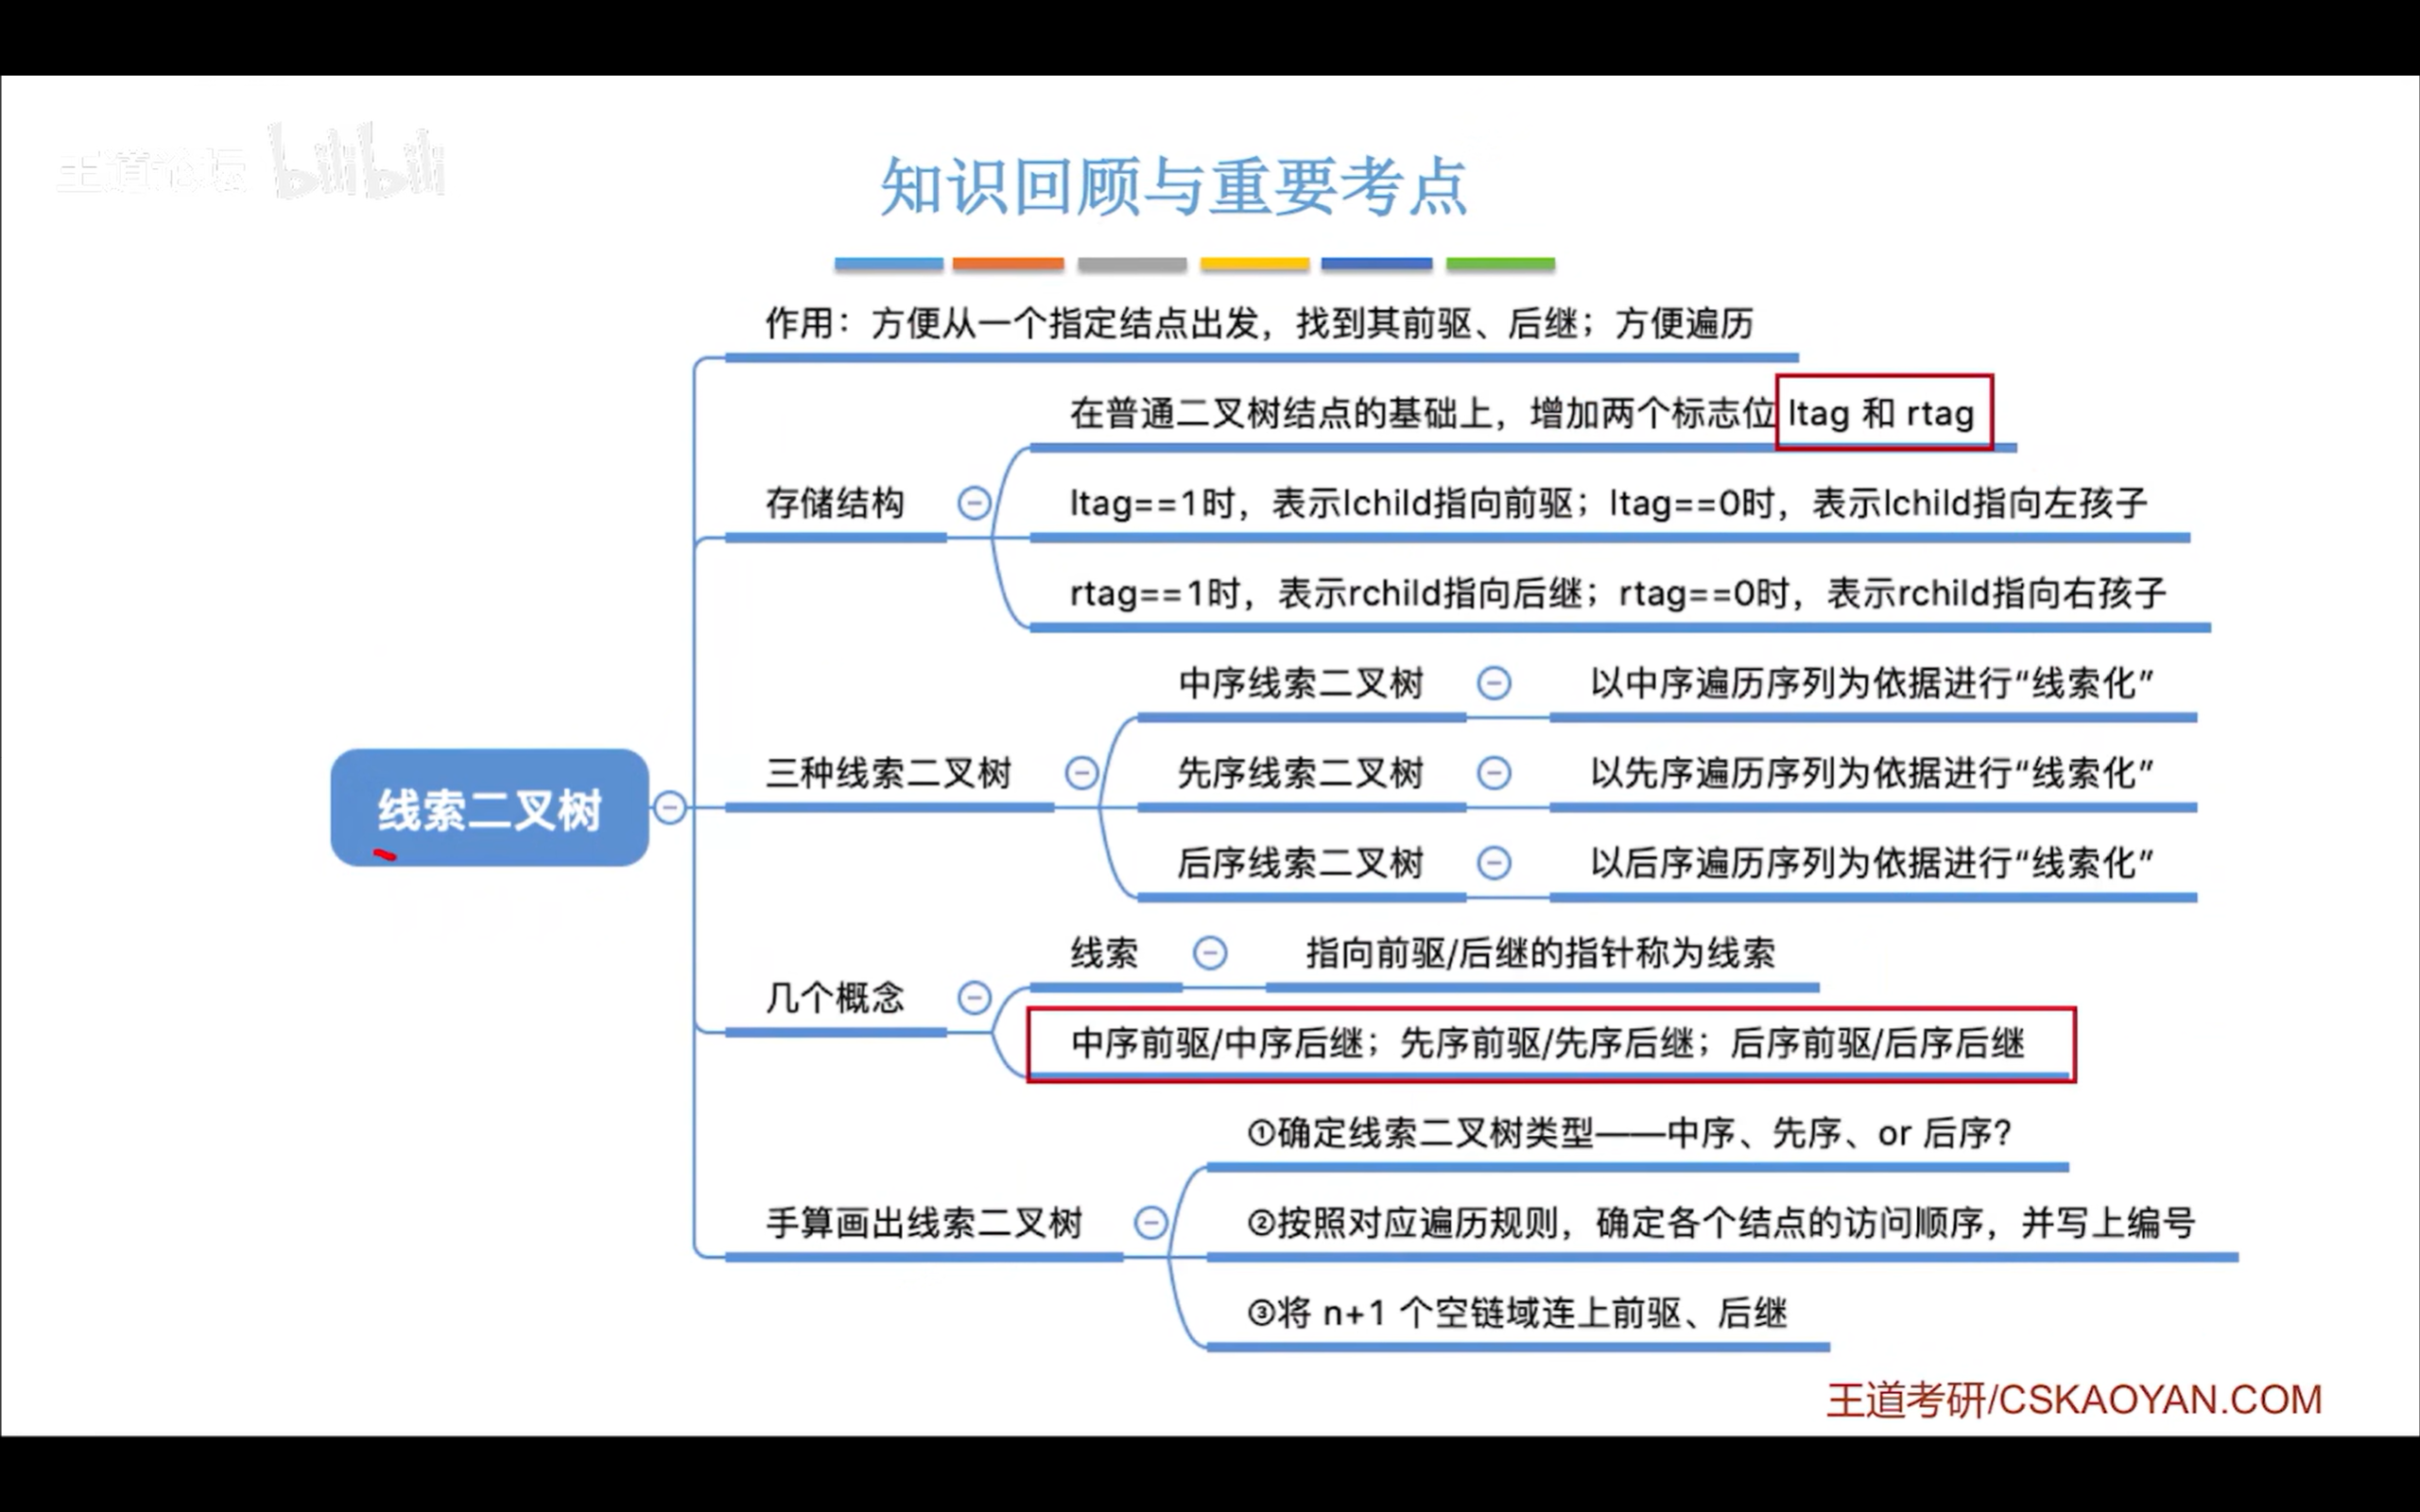 王道论坛 bilibili
知识回顾与重要考点
作用：方便从一个指定结点出发，找到其前驱、后继；方便遍历
在普通二叉树结点的基础上，增加两个标志位 ltag 和 rtag
存储结构
ltag==1时，表示lchild指向前驱；ltag==0时，表示lchild指向左孩子
rtag==1时，表示rchild指向后继；rtag==0时，表示rchild指向右孩子
中序线索二叉树
以中序遍历序列为依据进行“线索化”
线索二叉树
三种线索二叉树
先序线索二叉树
以先序遍历序列为依据进行“线索化”
后序线索二叉树
以后序遍历序列为依据进行“线索化”
线索
指向前驱/后继的指针称为线索
几个概念
中序前驱/中序后继；先序前驱/先序后继；后序前驱/后序后继
①确定线索二叉树类型——中序、先序、or 后序？
手算画出线索二叉树
②按照对应遍历规则，确定各个结点的访问顺序，并写上编号
③将 n+1 个空链域连上前驱、后继
王道考研/CSKAOYAN.COM